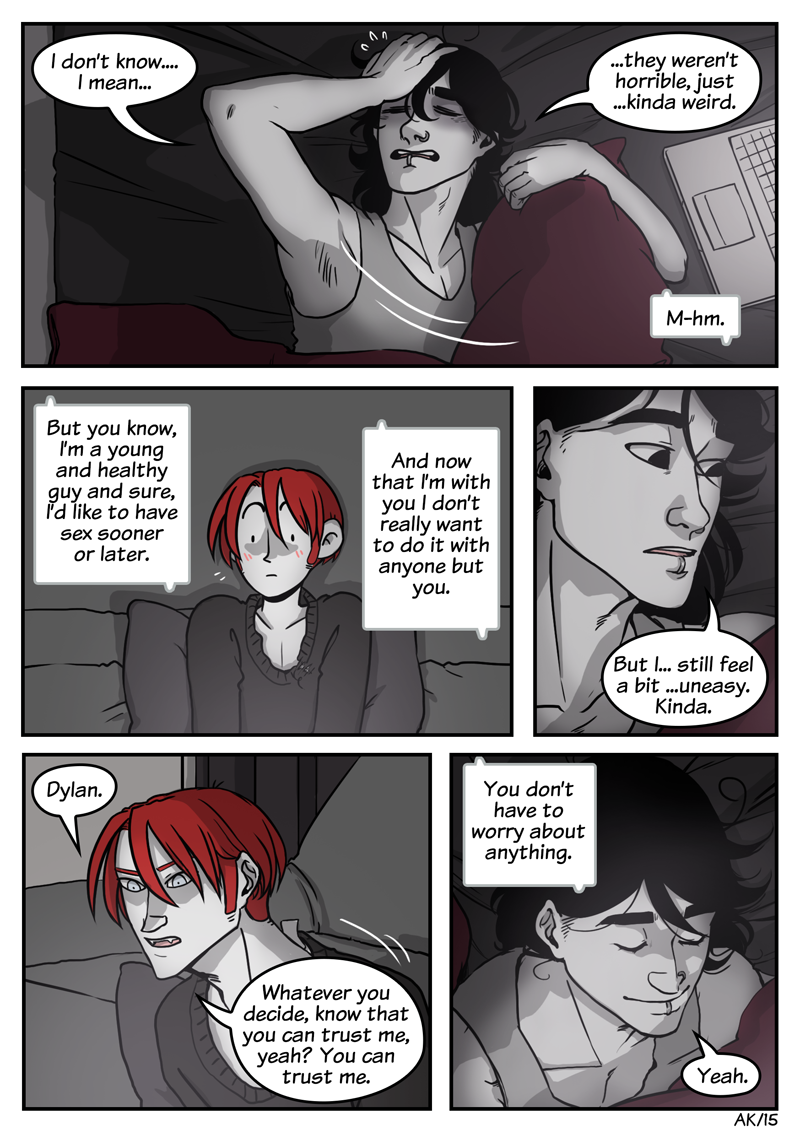 I don't know....
I mean...
...they weren't
horrible, just
...kinda weird.
M-hm.
But you know,
I'm a young
and healthy
guy and sure,
I'd like to have
sex sooner
or later.
And now
that I'm with
you I don't
really want
to do it with
anyone but
you.
But I... still feel
a bit ...uneasy.
Kinda.
Dylan.
Whatever you
decide, know that
you can trust me,
yeah? You can
trust me.
You don't
have to
worry about
anything.
Yeah.
AK/15